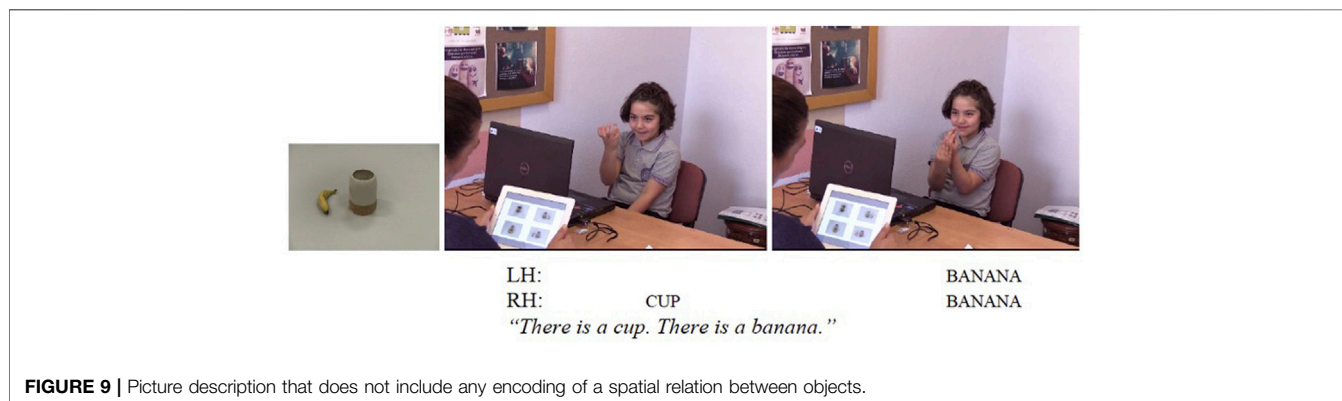 LH: BANANA
RH: CUP BANANA
“There is a cup. There is a banana.”
FIGURE 9 | Picture description that does not include any encoding of a spatial relation between objects.